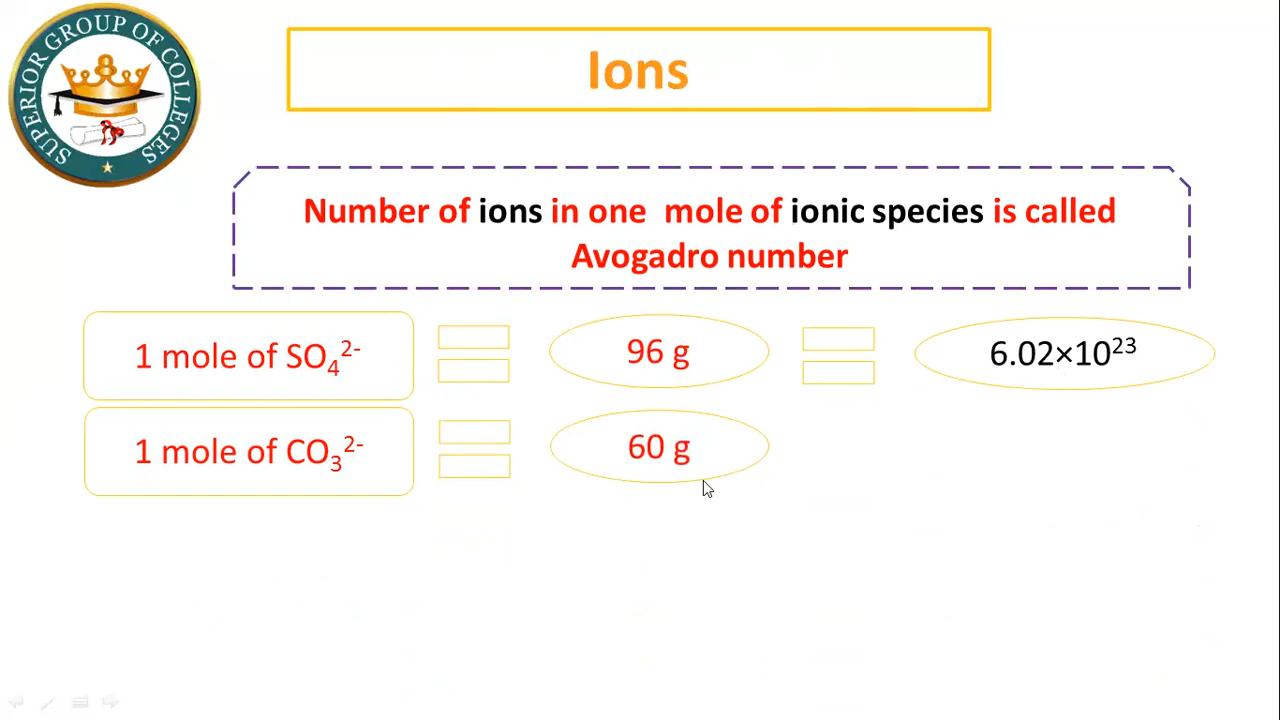 SUPERIOR GROUP OF COLLEGES
Ions
Number of ions in one mole of ionic species is called
Avogadro number
1 mole of SO₄²⁻ 96 g 6.02×10²³
1 mole of CO₃²⁻ 60 g